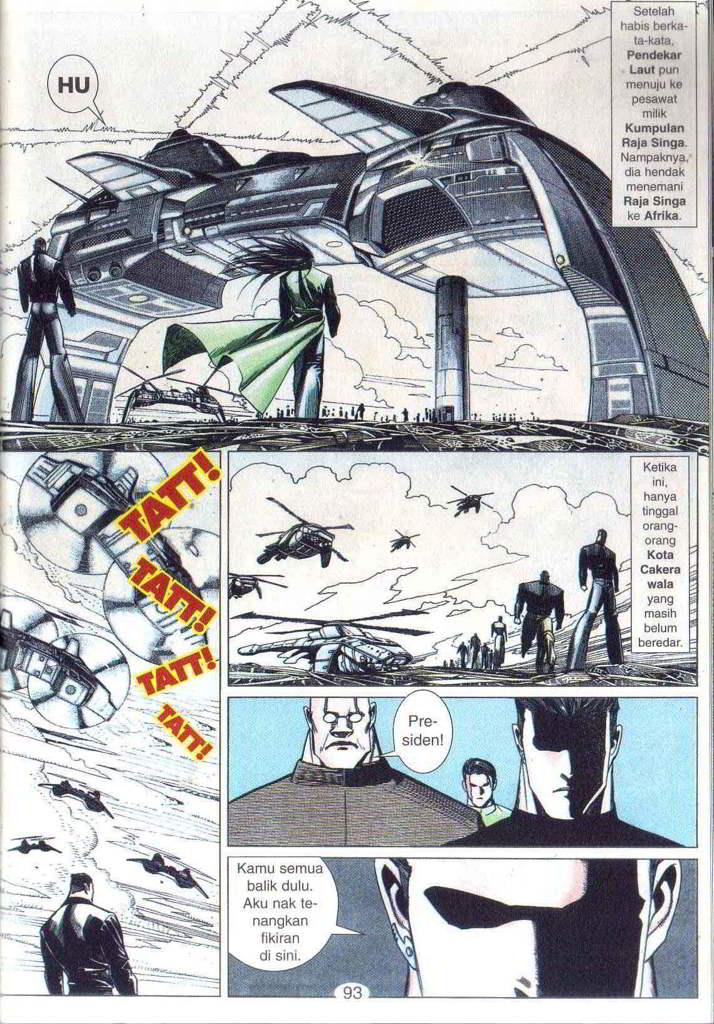 HU
Setelah
habis berka-
ta-kata,
Pendekar
Laut pun
menuju ke
pesawat
milik
Kumpulan
Raja Singa.
Nampaknya,
dia hendak
menemani
Raja Singa
ke Afrika.
TATT!
TATT!
TATT!
TATT!
Ketika
ini,
hanya
tinggal
orang-
orang
Kota
Cakera
wala
yang
masih
belum
beredar.
Pre-
siden!
Kamu semua
balik dulu.
Aku nak te-
nangkan
fikiran
di sini.
93